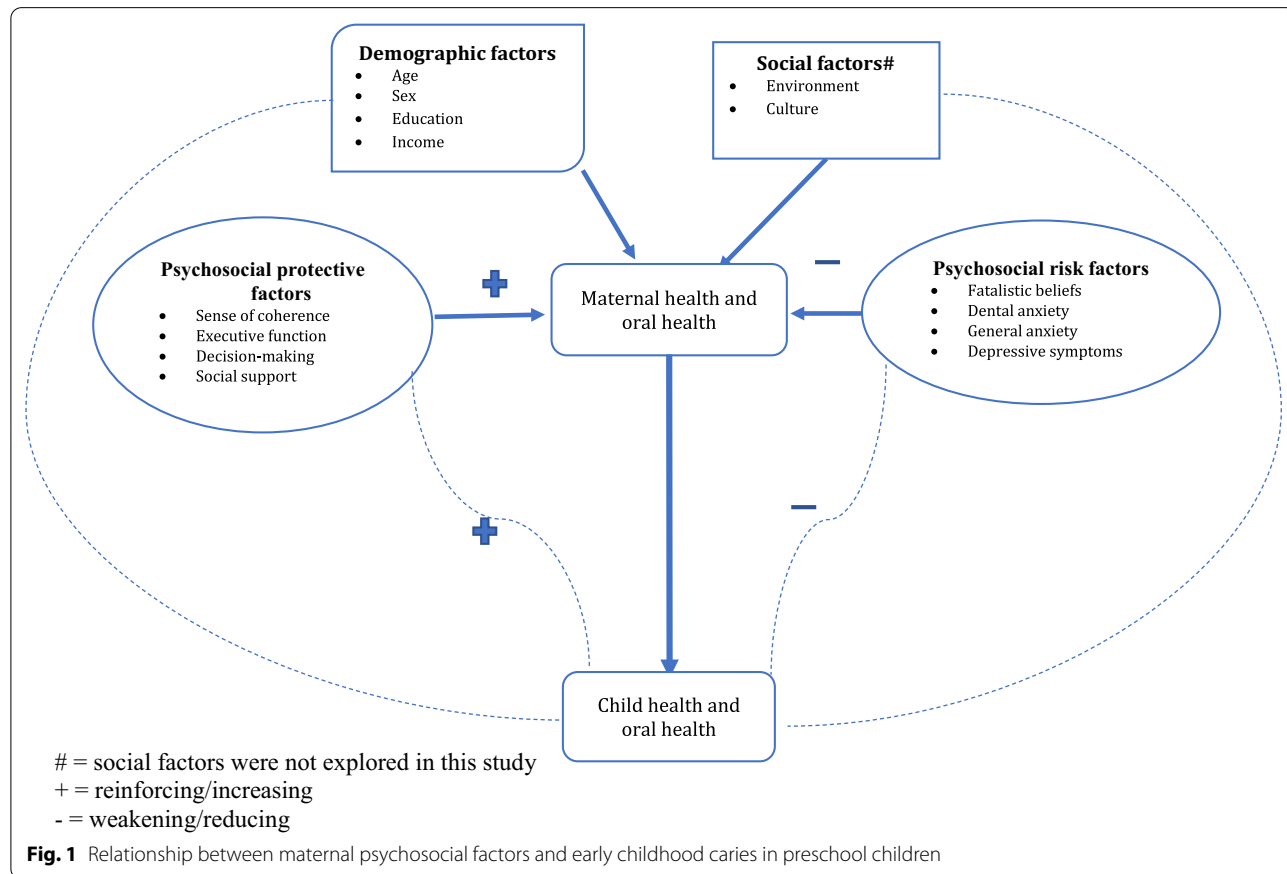 Demographic factors
• Age
• Sex
• Education
• Income
Social factors#
• Environment
• Culture
Psychosocial protective
factors
• Sense of coherence
• Executive function
• Decision-making
• Social support
+
Maternal health and
oral health
−
Psychosocial risk factors
• Fatalistic beliefs
• Dental anxiety
• General anxiety
• Depressive symptoms
+
−
Child health and
oral health
# = social factors were not explored in this study
+ = reinforcing/increasing
- = weakening/reducing
Fig. 1 Relationship between maternal psychosocial factors and early childhood caries in preschool children